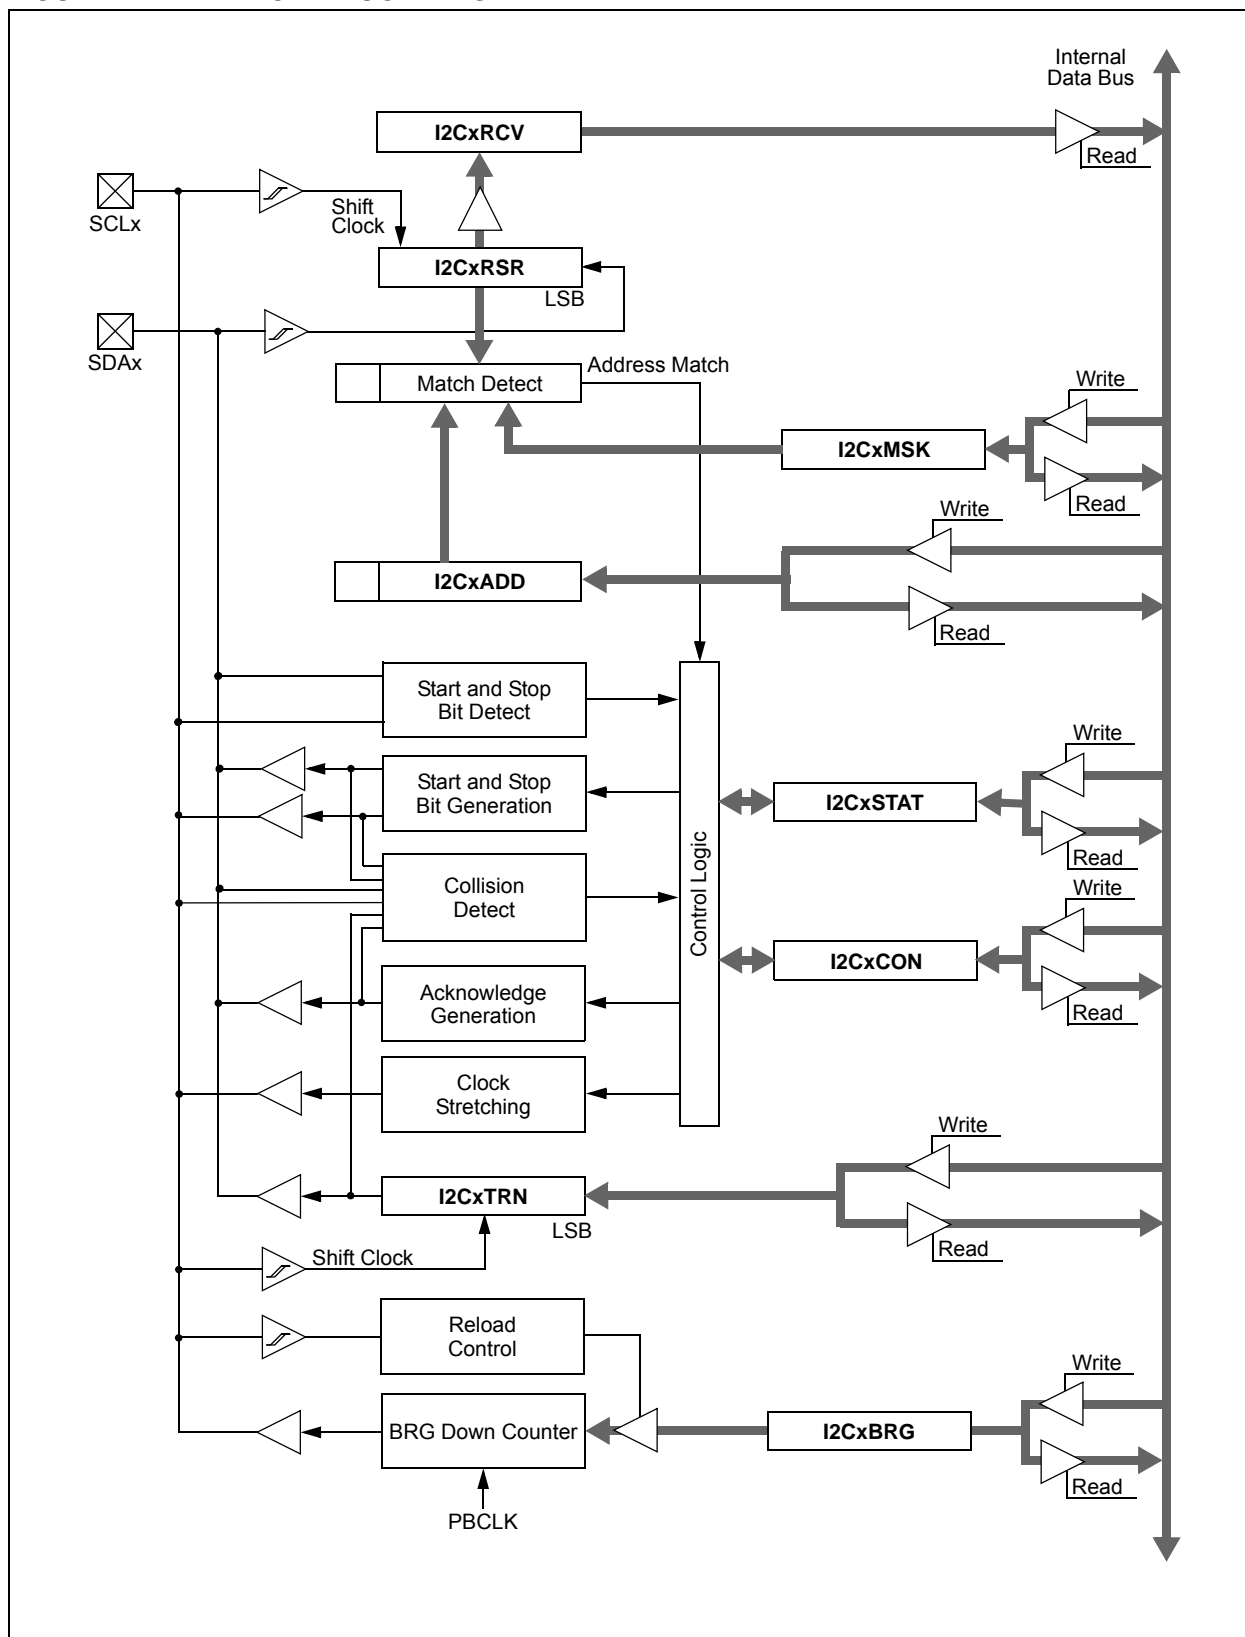 Internal
Data Bus
I2CxRCV
Read
SCLx
Shift
Clock
I2CxRSR
LSB
SDAx
Address Match
Match Detect
Write
I2CxMSK
Read
Write
I2CxADD
Read
Start and Stop
Bit Detect
Write
Start and Stop
Bit Generation
I2CxSTAT
Read
Control Logic
Collision
Detect
Write
I2CxCON
Acknowledge
Generation
Read
Clock
Stretching
Write
I2CxTRN
LSB
Read
Shift Clock
Reload
Control
Write
BRG Down Counter
I2CxBRG
Read
PBCLK